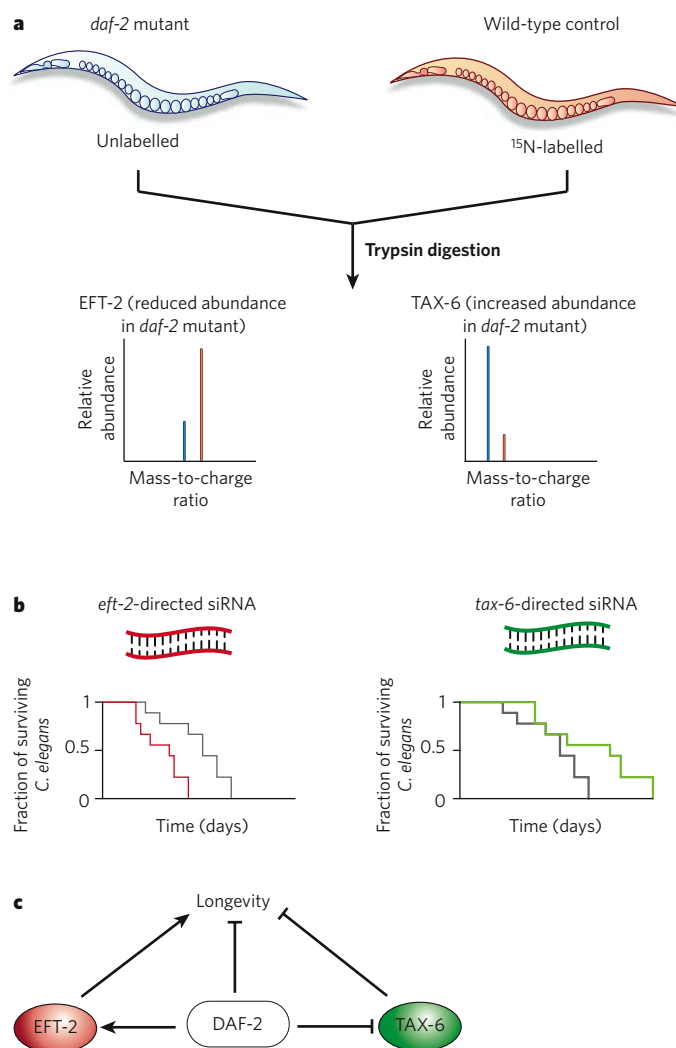 a
daf-2 mutant
Wild-type control
Unlabelled
15N-labelled
Trypsin digestion
EFT-2 (reduced abundance
in daf-2 mutant)
Relative
abundance
Mass-to-charge
ratio
TAX-6 (increased abundance
in daf-2 mutant)
Relative
abundance
Mass-to-charge
ratio
b
eft-2-directed siRNA
Fraction of surviving
C. elegans
1
0.5
0
Time (days)
tax-6-directed siRNA
Fraction of surviving
C. elegans
1
0.5
0
Time (days)
c
Longevity
EFT-2
DAF-2
TAX-6